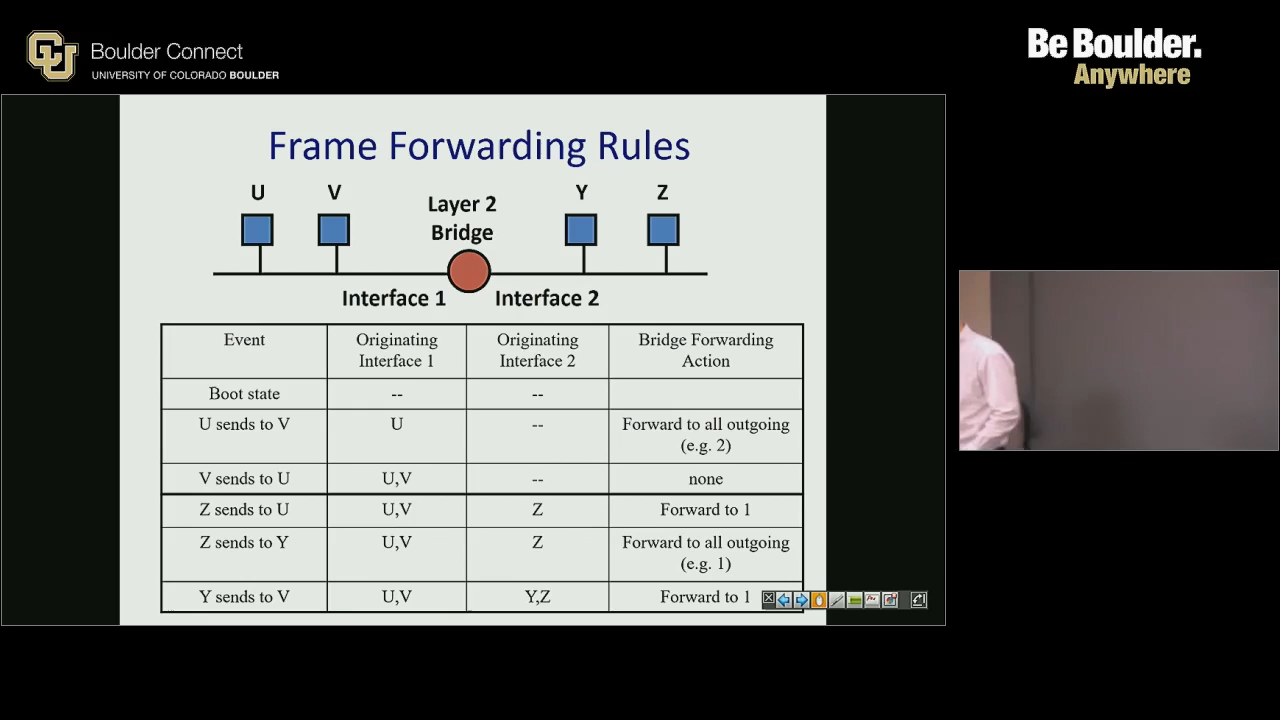 CU
Boulder Connect
UNIVERSITY OF COLORADO BOULDER
Be Boulder.
Anywhere
Frame Forwarding Rules
U V Y Z
Layer 2
Bridge
Interface 1 Interface 2
Event Originating Interface 1 Originating Interface 2 Bridge Forwarding Action
Boot state -- --
U sends to V U -- Forward to all outgoing (e.g. 2)
V sends to U U,V -- none
Z sends to U U,V Z Forward to 1
Z sends to Y U,V Z Forward to all outgoing (e.g. 1)
Y sends to V U,V Y,Z Forward to 1